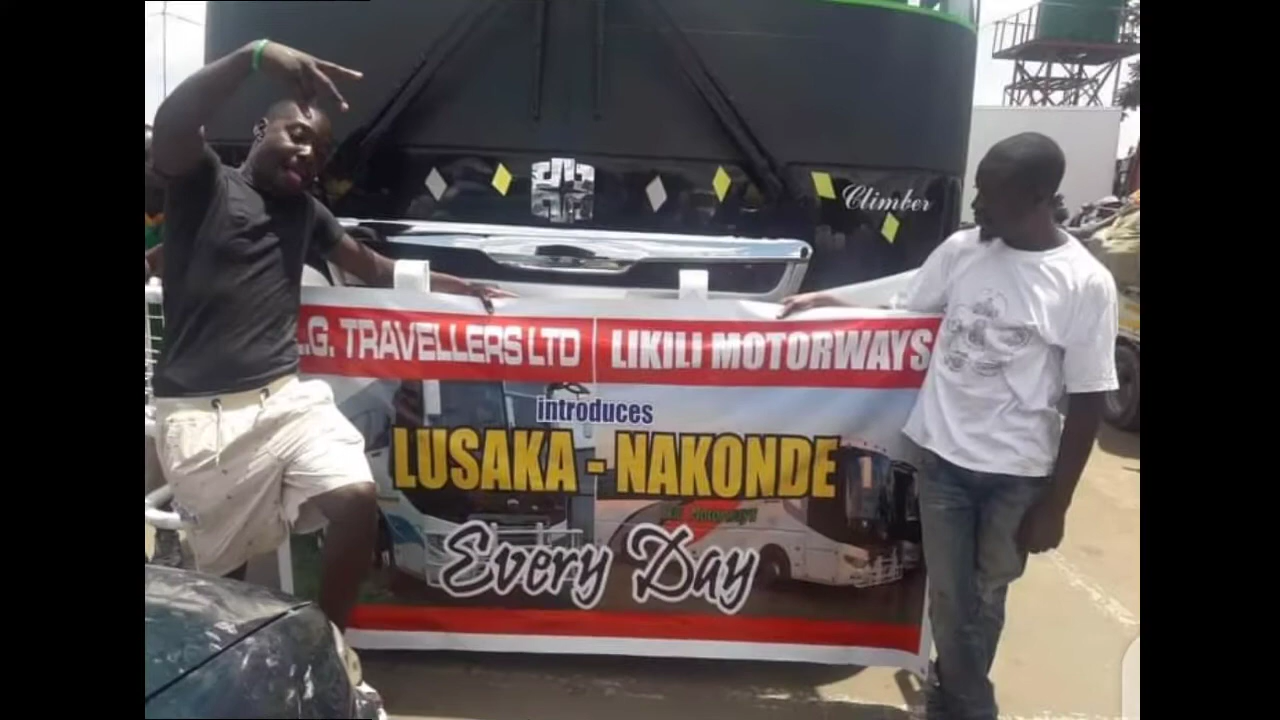 Climber
.G. TRAVELLERS LTD
LIKILI MOTORWAYS
introduces
LUSAKA - NAKONDE
Every Day